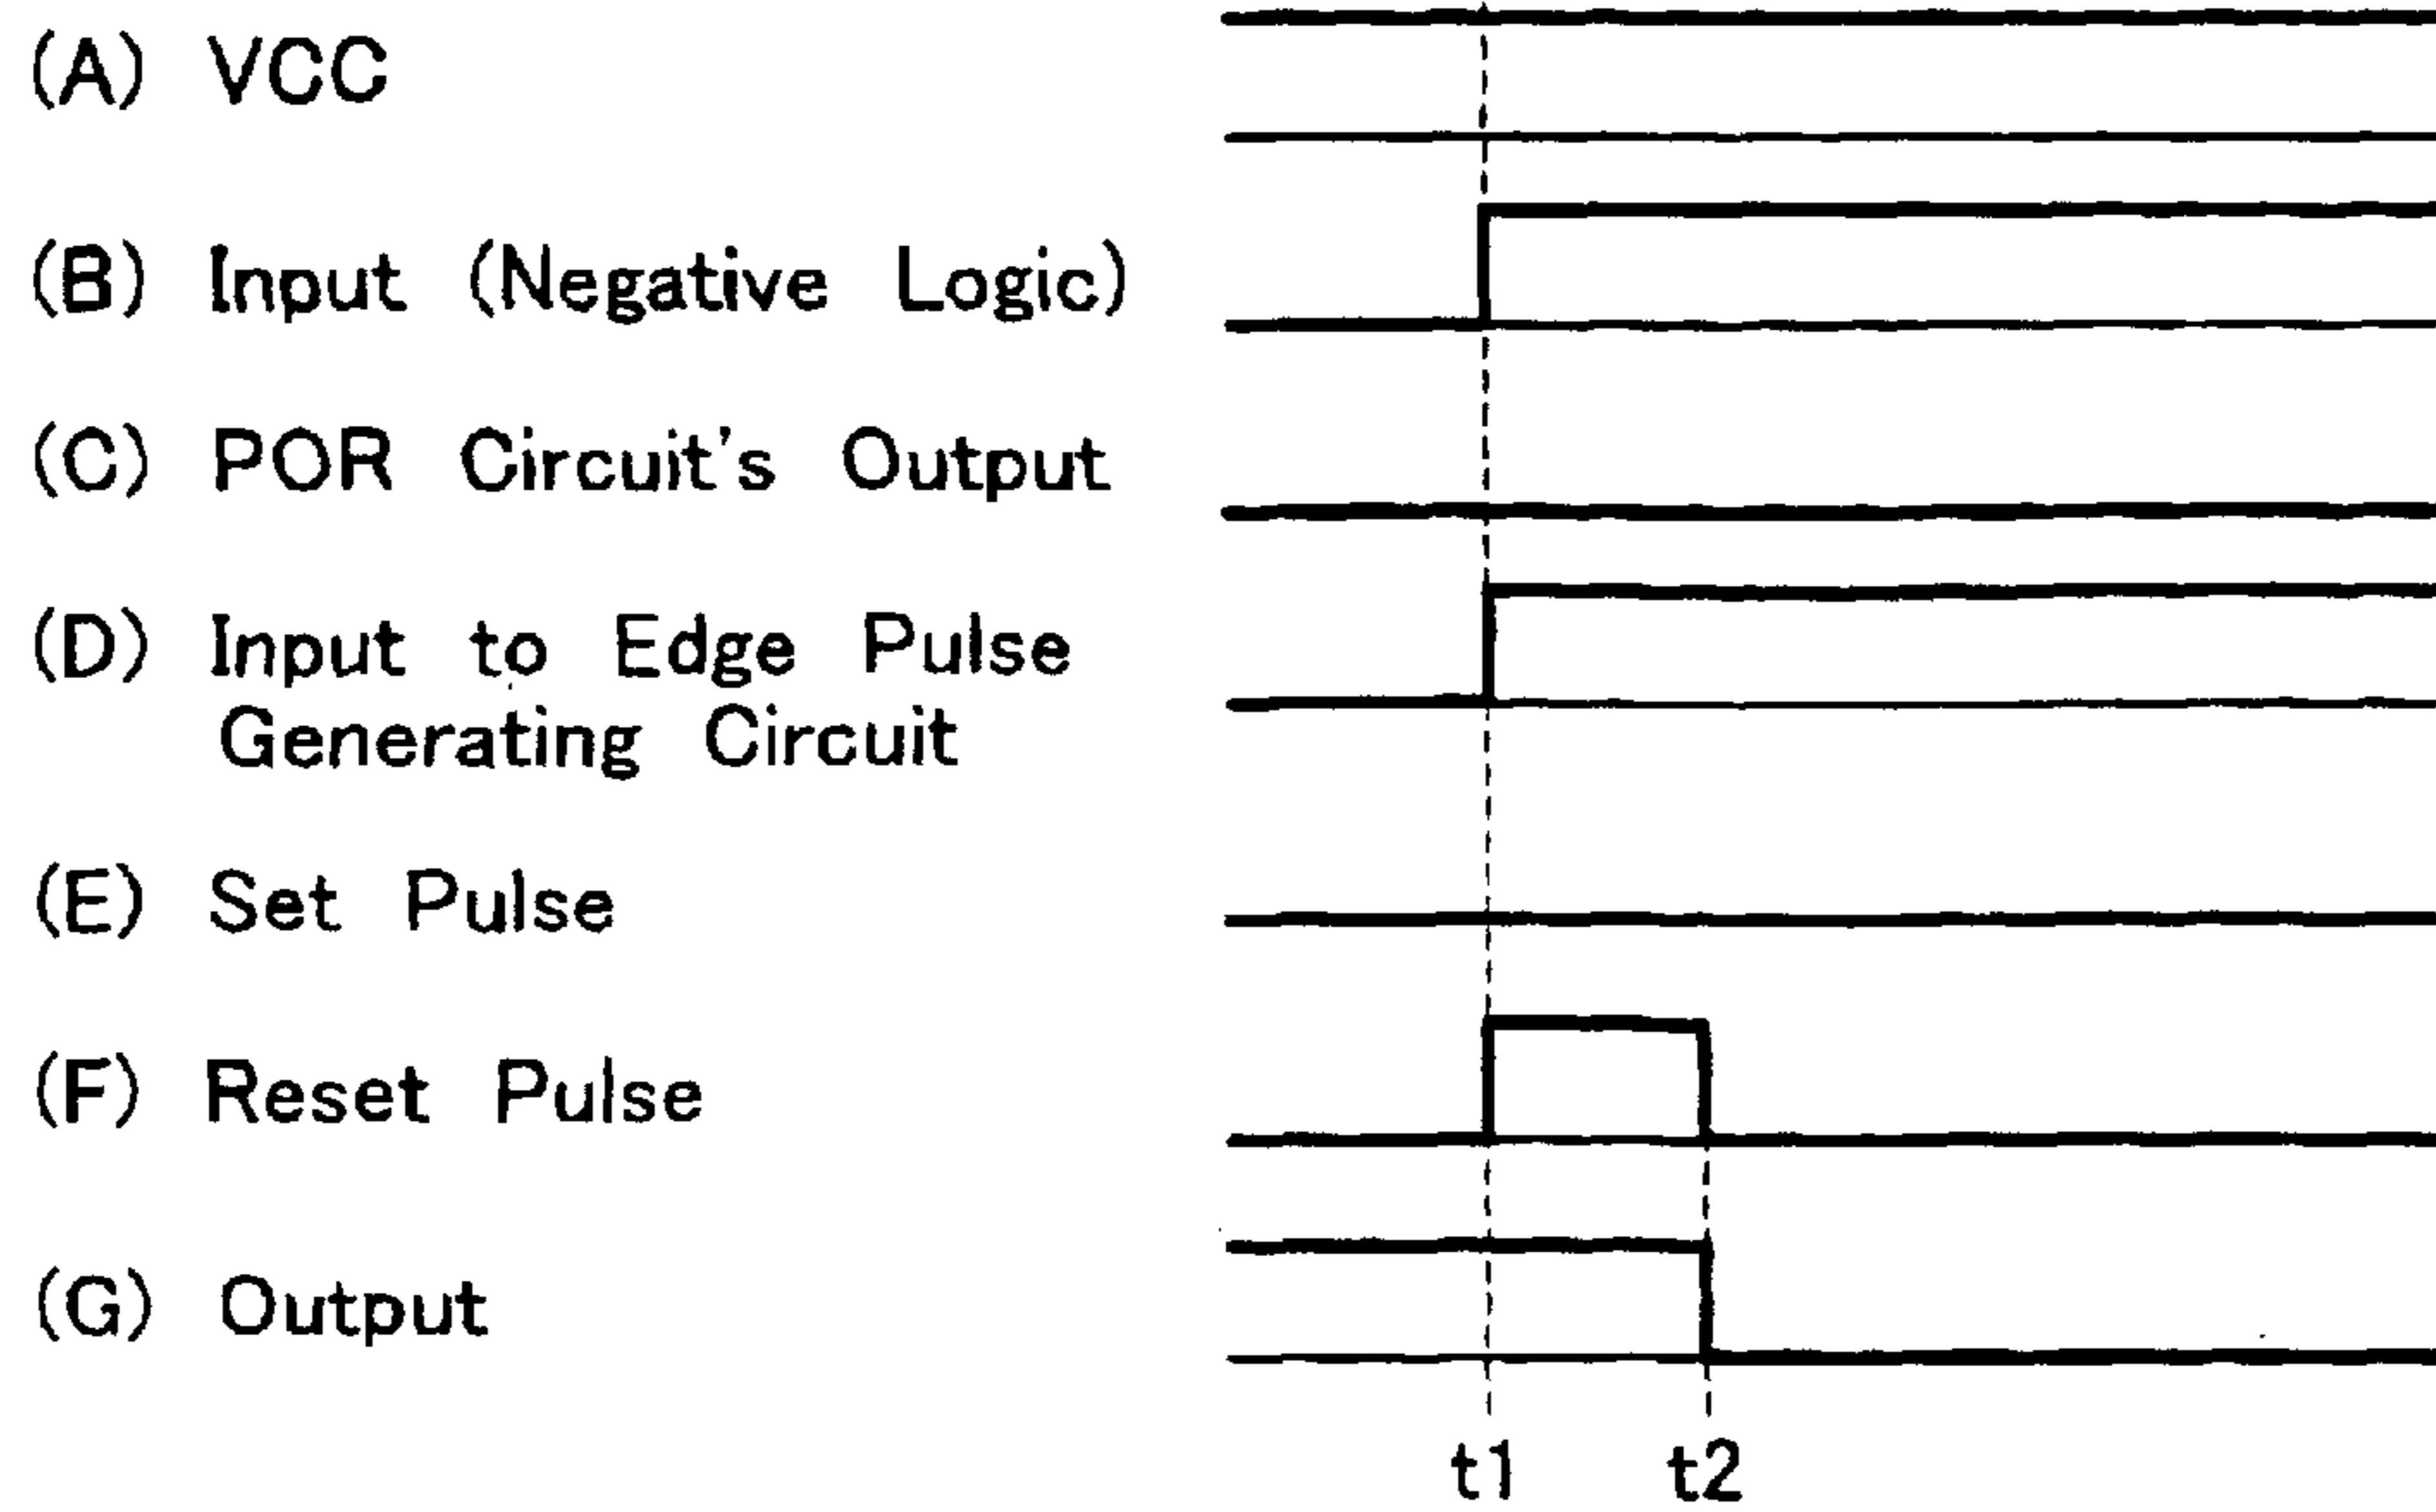 (A) VCC
(B) Input (Negative Logic)
(C) POR Circuit's Output
(D) Input to Edge Pulse
Generating Circuit
(E) Set Pulse
(F) Reset Pulse
(G) Output
t1 t2